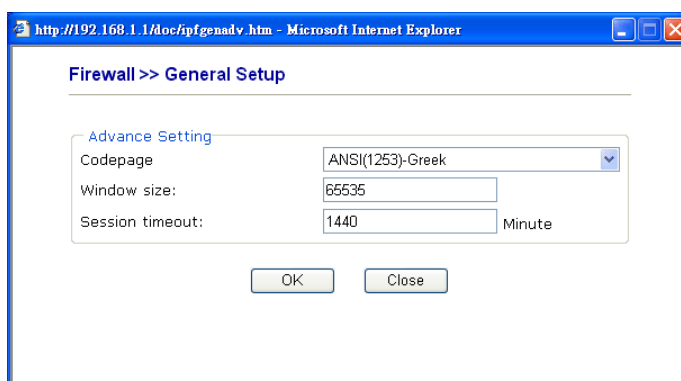 http://192.168.1.1/doc/ipfgenadv.htm - Microsoft Internet Explorer
Firewall >> General Setup
Advance Setting
Codepage ANSI(1253)-Greek
Window size: 65535
Session timeout: 1440 Minute
OK Close